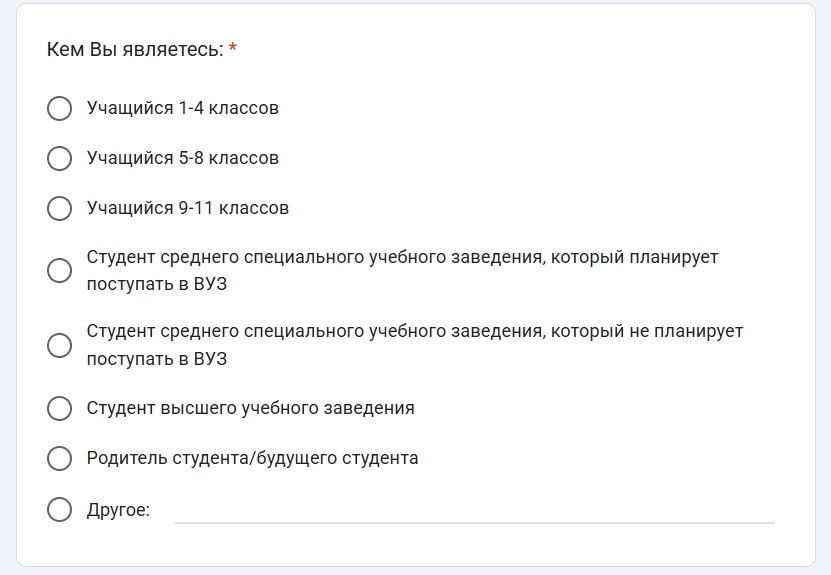 Кем Вы являетесь: *
Учащийся 1-4 классов
Учащийся 5-8 классов
Учащийся 9-11 классов
Студент среднего специального учебного заведения, который планирует
поступать в ВУЗ
Студент среднего специального учебного заведения, который не планирует
поступать в ВУЗ
Студент высшего учебного заведения
Родитель студента/будущего студента
Другое: